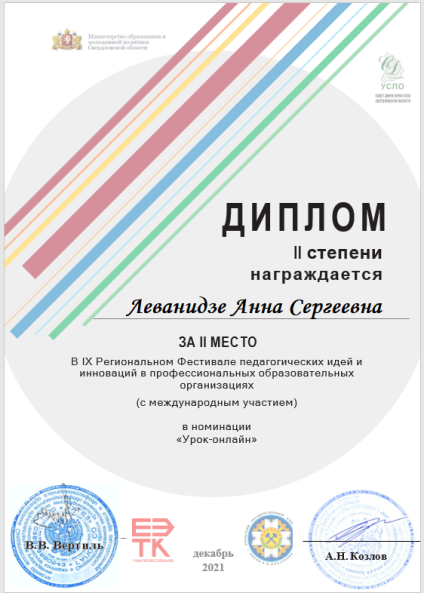 Министерство образования и
молодежной политики
Свердловской области
УСПО
ДИПЛОМ
II степени
награждается
Леванидзе Анна Сергеевна
ЗА II МЕСТО
В IX Региональном Фестивале педагогических идей и
инноваций в профессиональных образовательных
организациях
(с международным участием)
в номинации
«Урок-онлайн»
В.В. Вертиль
ТК
декабрь
2021
А.Н. Козлов